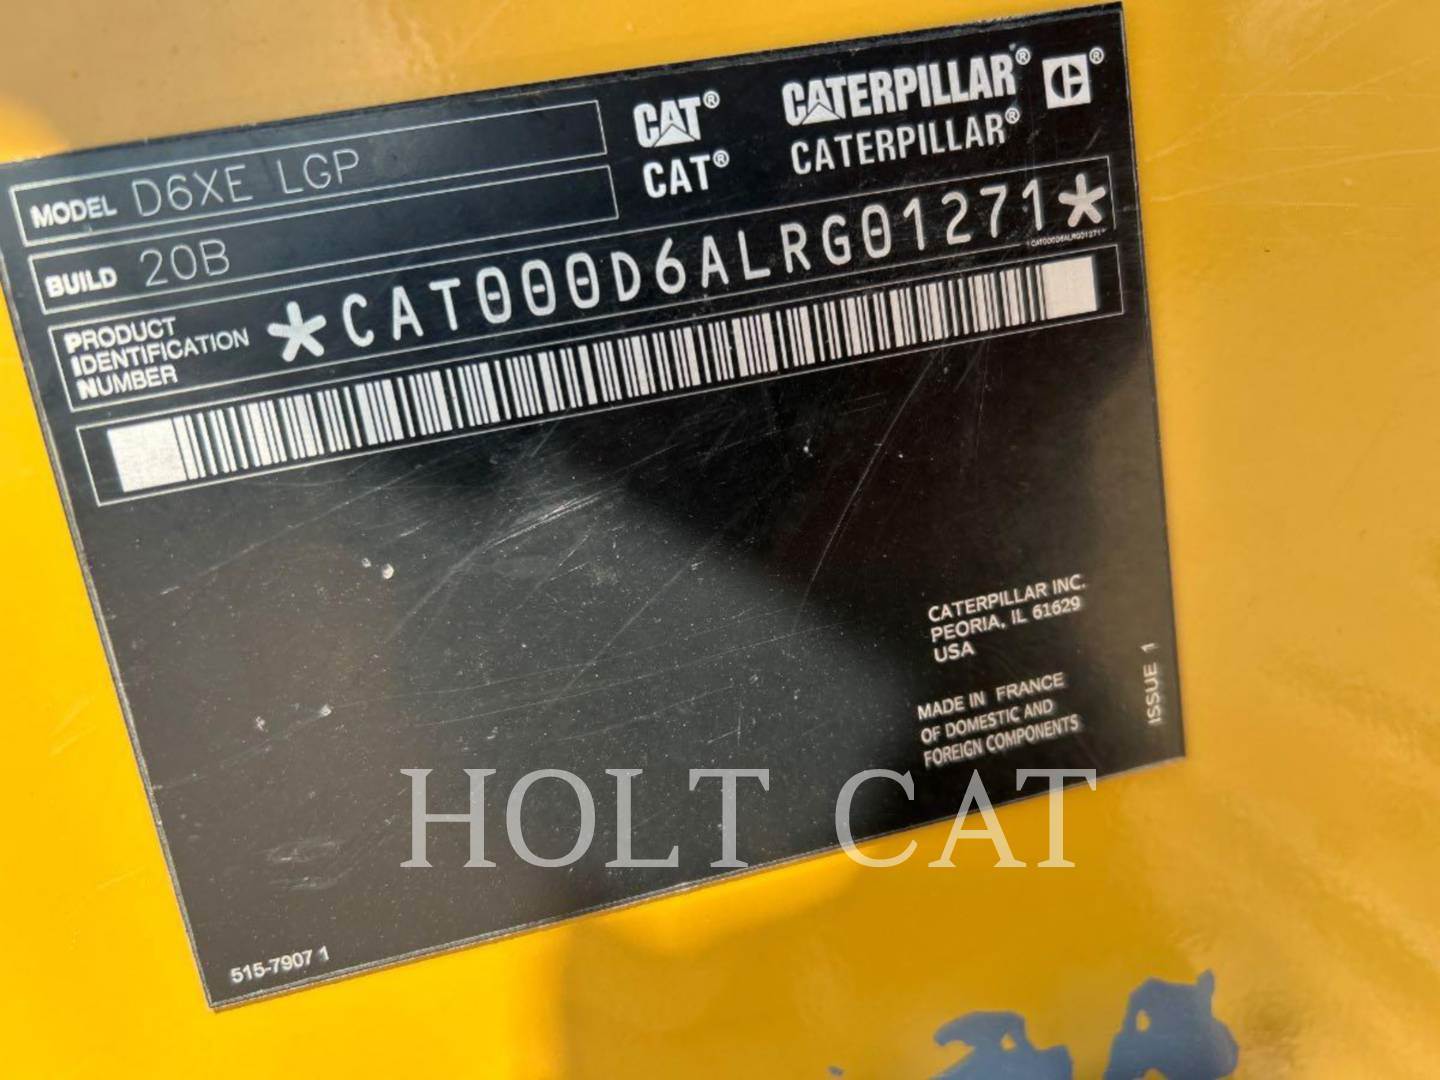 MODEL D6XE LGP
CAT® CATERPILLAR® ®
CAT® CATERPILLAR®
BUILD 20B
PRODUCT
IDENTIFICATION
NUMBER
*CAT000D6ALRG01271*
*CAT000D6ALRG01271*
CATERPILLAR INC.
PEORIA, IL 61629
USA
MADE IN FRANCE
OF DOMESTIC AND
FOREIGN COMPONENTS
ISSUE 1
515-7907 1
HOLT CAT